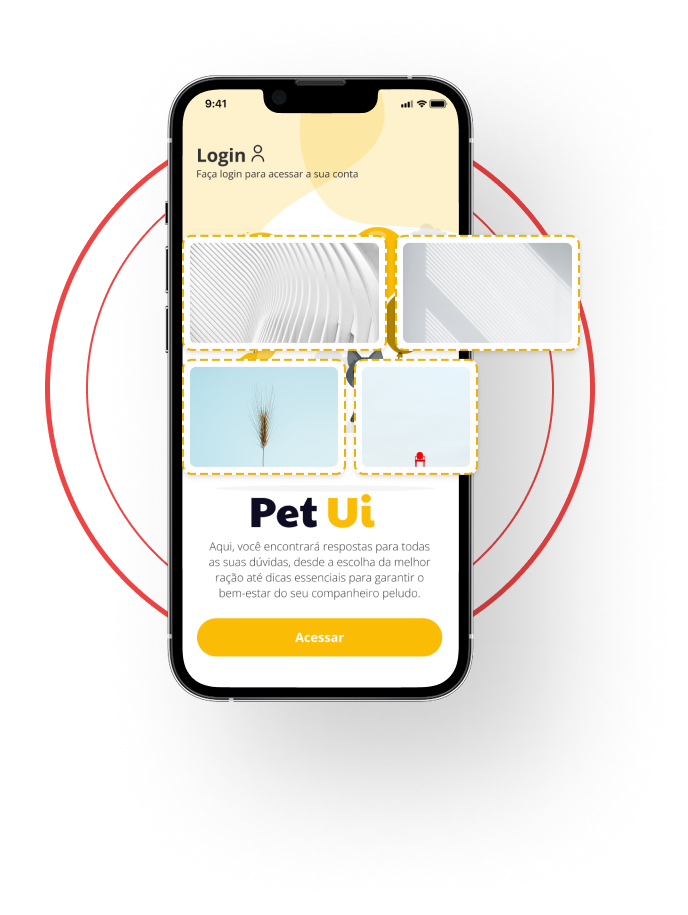 9:41
Login
Faça login para acessar a sua conta
Pet Ui
Aqui, você encontrará respostas para todas
as suas dúvidas, desde a escolha da melhor
ração até dicas essenciais para garantir o
bem-estar do seu companheiro peludo.
Acessar